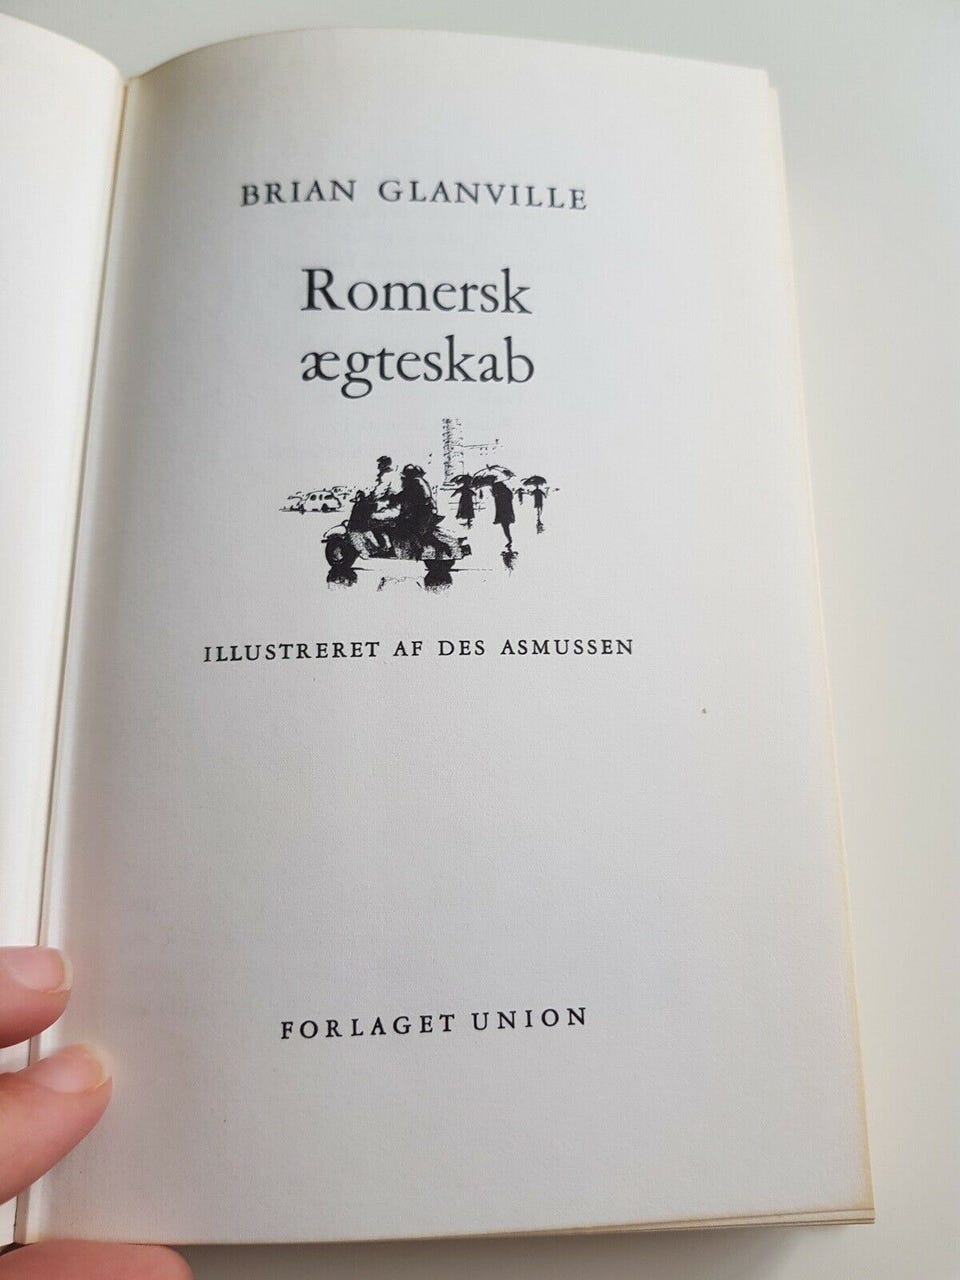 BRIAN GLANVILLE
Romersk
ægteskab
ILLUSTRERET AF DES ASMUSSEN
FORLAGET UNION